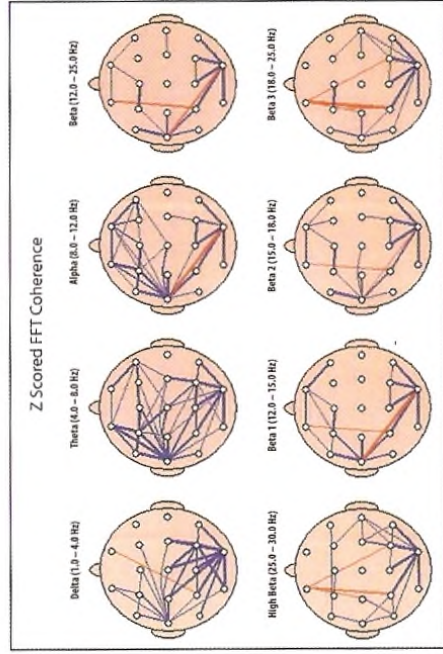 Z Scored FFT Coherence
Delta (1.0 – 4.0 Hz)
Theta (4.0 – 8.0 Hz)
Alpha (8.0 – 12.0 Hz)
Beta (12.0 – 25.0 Hz)
High Beta (25.0 – 30.0 Hz)
Beta 1 (12.0 – 15.0 Hz)
Beta 2 (15.0 – 18.0 Hz)
Beta 3 (18.0 – 25.0 Hz)